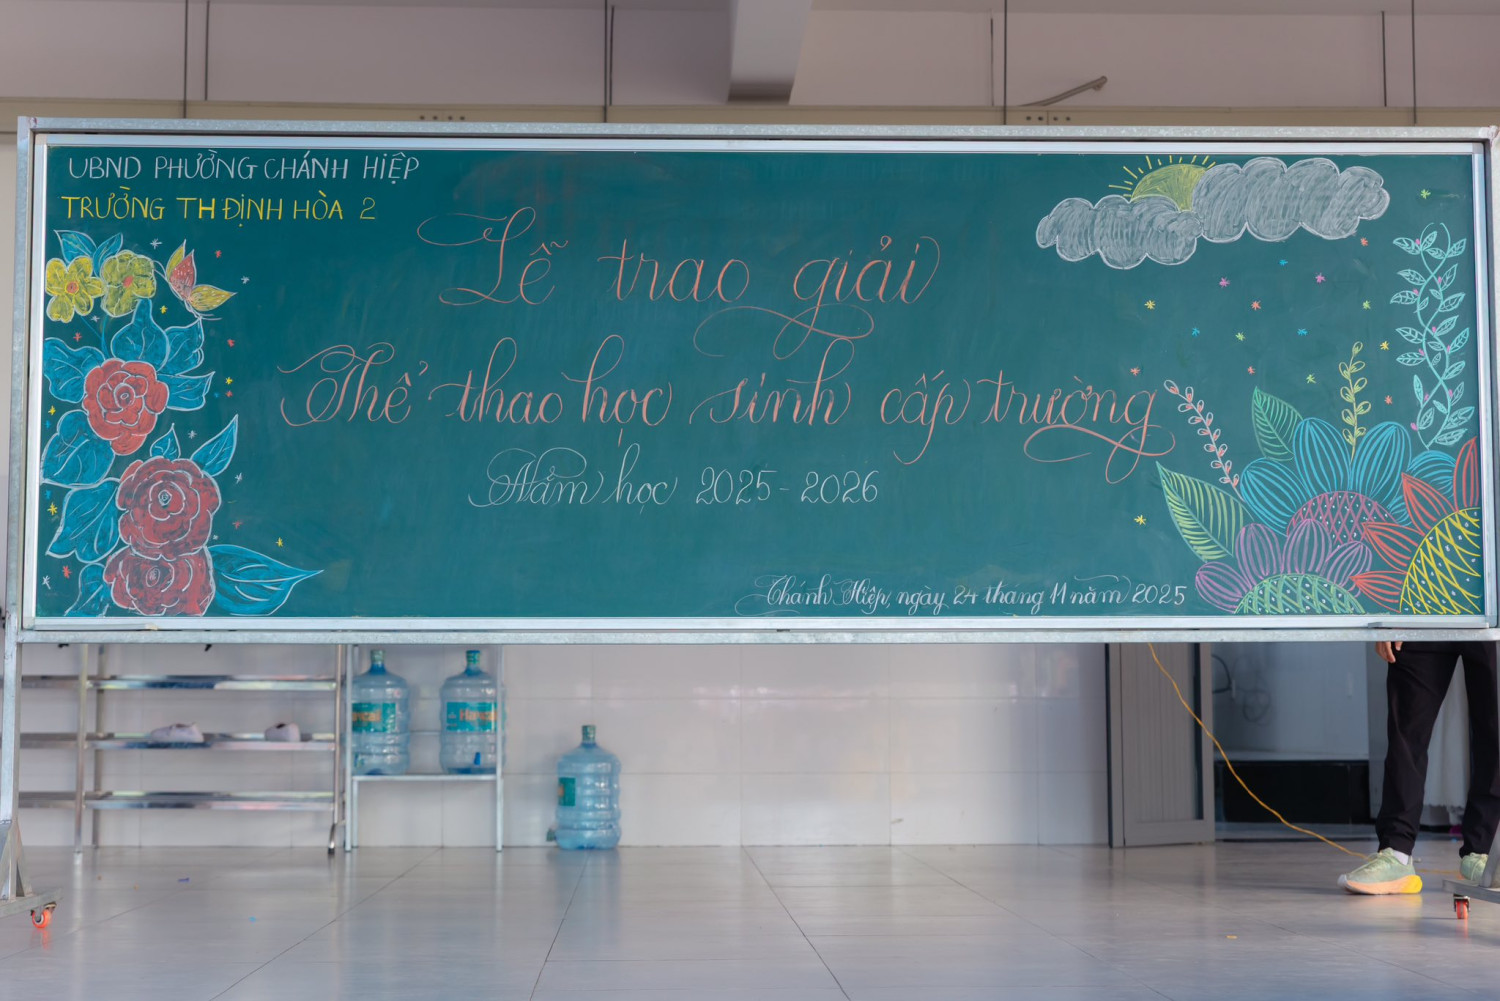 UBND PHƯỜNG CHÁNH HIỆP
TRƯỜNG TH ĐỊNH HÒA 2
Lễ trao giải
Thể thao học sinh cấp trường
Năm học 2025 - 2026
Chánh Hiệp, ngày 24 tháng 11 năm 2025